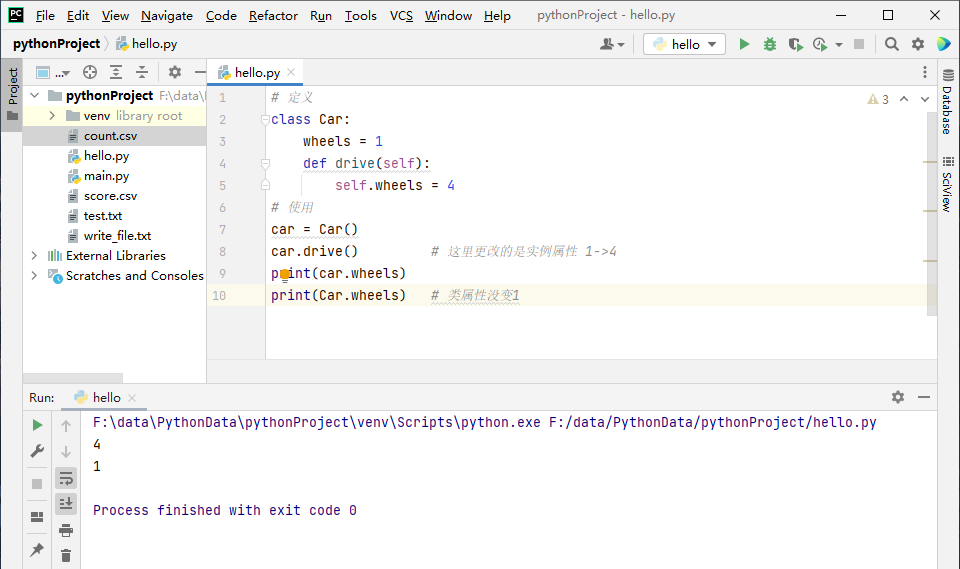 File Edit View Navigate Code Refactor Run Tools VCS Window Help pythonProject - hello.py
pythonProject hello.py hello
Project
... hello.py
pythonProject F:\data\
venv library root
count.csv
hello.py
main.py
score.csv
test.txt
write_file.txt
External Libraries
Scratches and Consoles
1 # 定义
2 class Car:
3 wheels = 1
4 def drive(self):
5 self.wheels = 4
6 # 使用
7 car = Car()
8 car.drive() # 这里更改的是实例属性 1->4
9 print(car.wheels)
10 print(Car.wheels) # 类属性没变1
3
Database
SciView
Run: hello
F:\data\PythonData\pythonProject\venv\Scripts\python.exe F:/data/PythonData/pythonProject/hello.py
4
1
Process finished with exit code 0